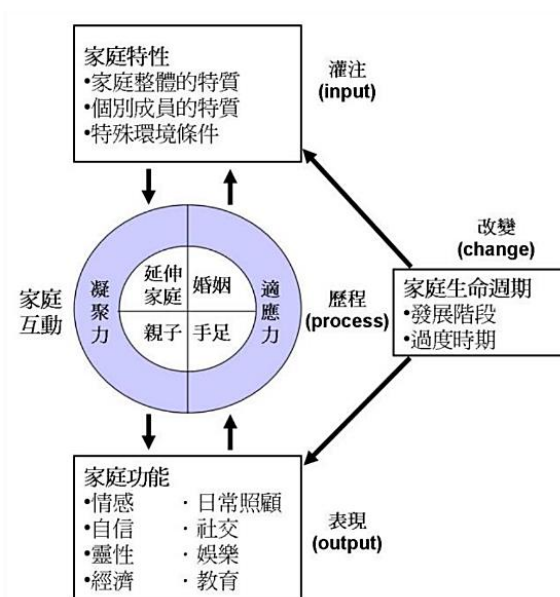 家庭特性
•家庭整體的特質
•個別成員的特質
•特殊環境條件
灌注
(input)
改變
(change)
家庭生命週期
•發展階段
•過度時期
家庭
互動
凝聚力
延伸
家庭
婚姻
親子
手足
適應力
歷程
(process)
家庭功能
•情感 ‧日常照顧
•自信 ‧社交
•靈性 ‧娛樂
•經濟 ‧教育
表現
(output)